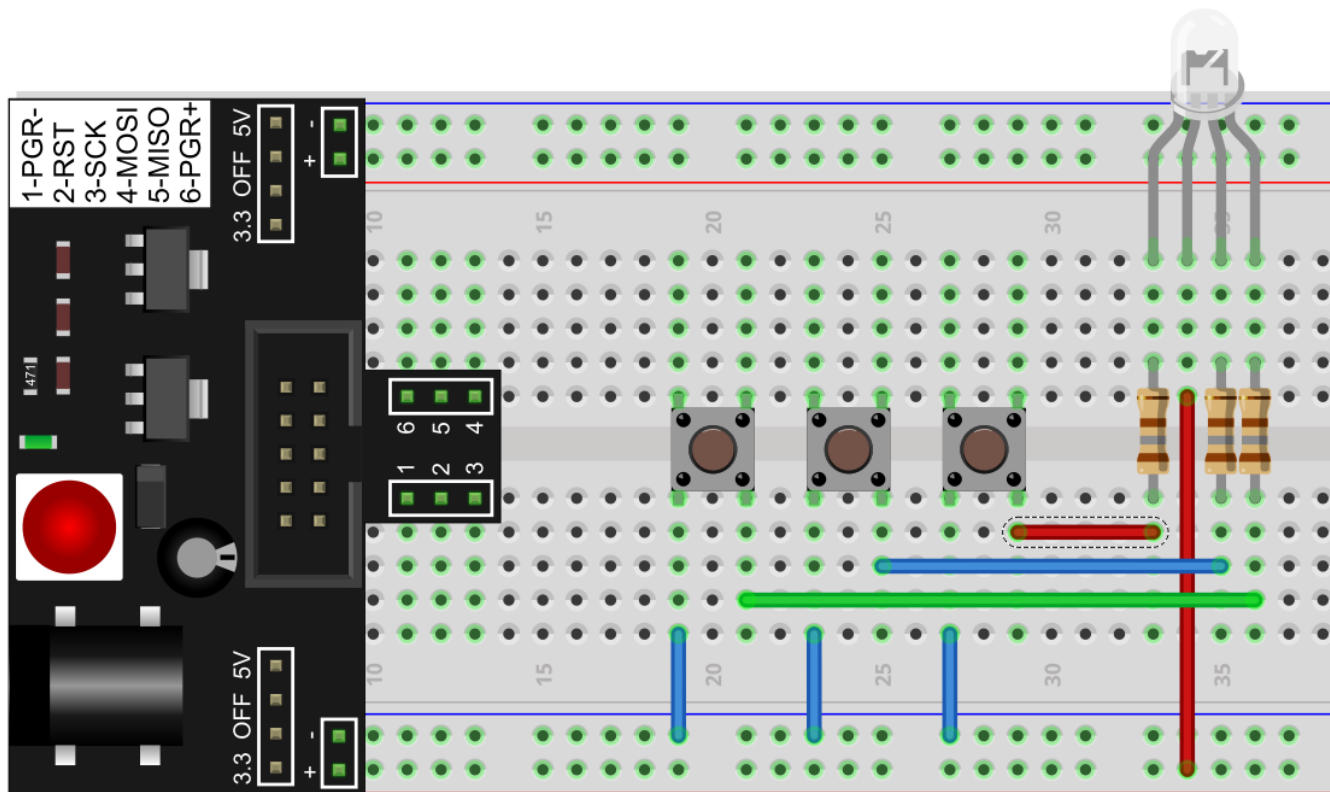 1-PGR-
2-RST
3-SCK
4-MOSI
5-MISO
6-PGR+
3.3 OFF 5V
+ -
10 15 20 25 30 35
471
6 5 4
1 2 3
10 15 20 25 30 35
3.3 OFF 5V
+ -